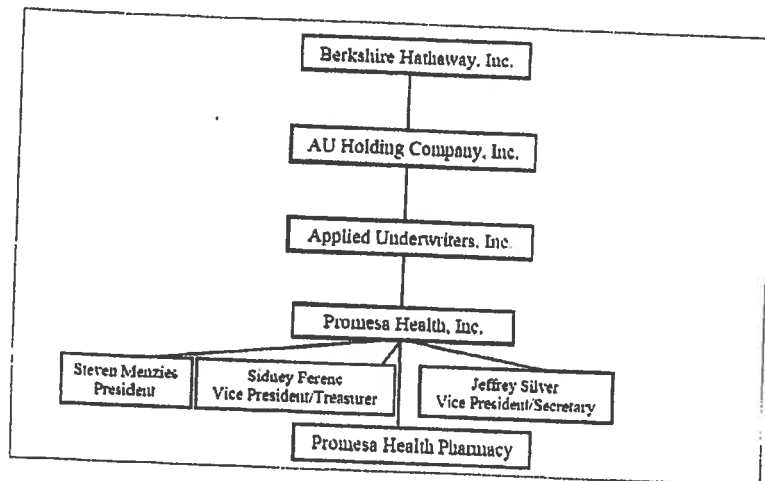 Berkshire Hathaway, Inc.
AU Holding Company, Inc.
Applied Underwriters, Inc.
Promesa Health, Inc.
Steven Menzies
President
Sidney Ferenc
Vice President/Treasurer
Jeffrey Silver
Vice President/Secretary
Promesa Health Pharmacy